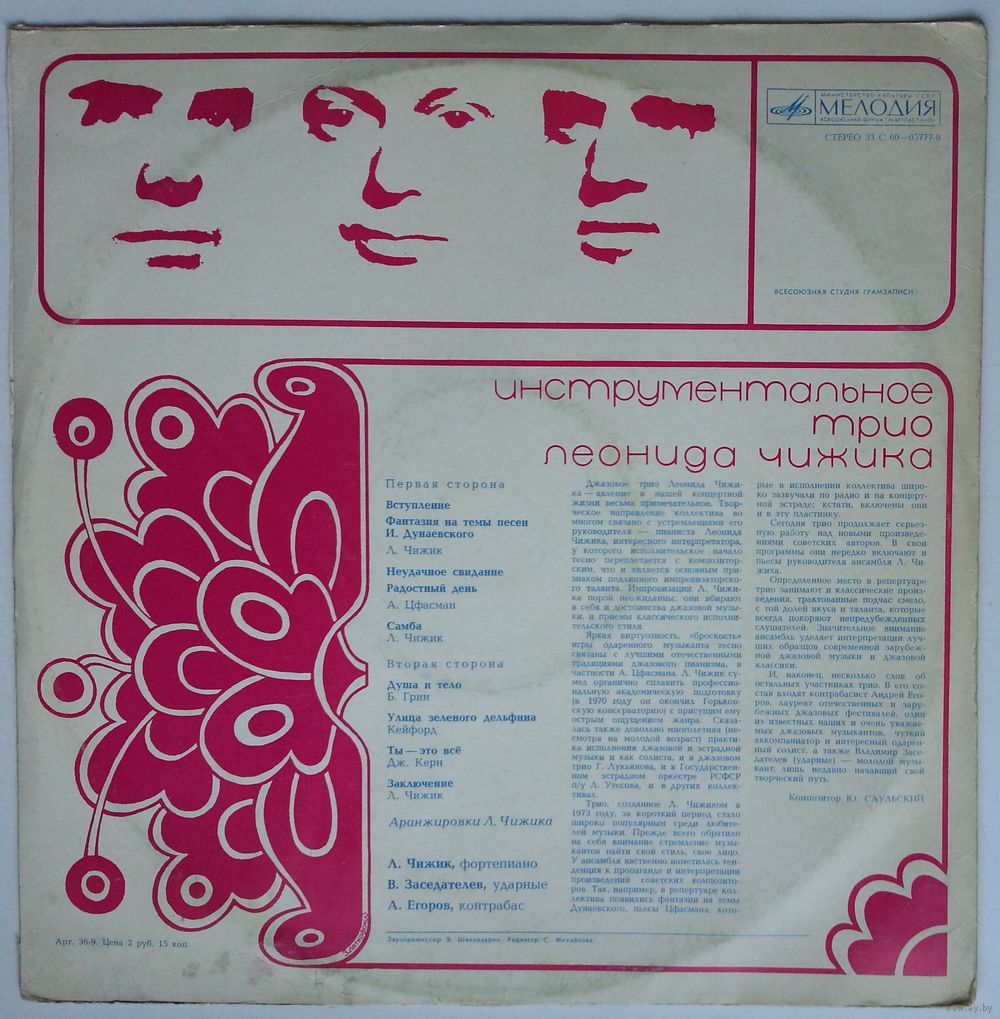 МИНИСТЕРСТВО КУЛЬТУРЫ СССР
МЕЛОДИЯ
ВСЕСОЮЗНАЯ ФИРМА ГРАМПЛАСТИНОК
СТЕРЕО 33 С 60—05777-8
ВСЕСОЮЗНАЯ СТУДИЯ ГРАМЗАПИСИ
ИНСТРУМЕНТАЛЬНОЕ
ТРИО
ЛЕОНИДА ЧИЖИКА
Первая сторона
Вступление
Фантазия на темы песен
И. Дунаевского
Л. Чижик
Неудачное свидание
Радостный день
А. Цфасман
Самба
Л. Чижик
Вторая сторона
Душа и тело
Б. Грин
Улица зеленого дельфина
Кейфорд
Ты — это всё
Дж. Керн
Заключение
Л. Чижик
Аранжировки Л. Чижика
Л. Чижик, фортепиано
В. Заседателев, ударные
А. Егоров, контрабас
Джазовое трио Леонида Чижи-
ка — явление в нашей концертной
жизни весьма примечательное. Твор-
ческое направление коллектива во
многом связано с устремлениями его
руководителя — пианиста Леонида
Чижика, интересного интерпретатора,
у которого исполнительское начало
тесно переплетается с композитор-
ским, что и является основным при-
знаком подлинного импровизаторско-
го таланта. Импровизации Л. Чижи-
ка порой неожиданны: они вбирают
в себя и достоинства джазовой музы-
ки, и приемы классического исполни-
тельского стиля.
Яркая виртуозность, «броскость»
игры одаренного музыканта тесно
связаны с лучшими отечественными
традициями джазового пианизма, в
частности А. Цфасмана. Л. Чижик су-
мел органично сплавить профессио-
нальную академическую подготовку
(в 1970 году он окончил Горьков-
скую консерваторию) с присущим ему
острым ощущением жанра. Сказа-
лась также довольно многолетняя (не-
смотря на молодой возраст) практи-
ка исполнения джазовой и эстрадной
музыки и как солиста, и в джазовом
трио Г. Лукьянова, и в Государствен-
ном эстрадном оркестре РСФСР
п/у Л. Утесова, и в других коллек-
тивах.
Трио, созданное Л. Чижиком в
1973 году, за короткий период стало
широко популярным среди любите-
лей музыки. Прежде всего обратило
на себя внимание стремление музы-
кантов найти свой стиль, свое лицо.
У ансамбля явственно наметилась тен-
денция к пропаганде и интерпретации
произведений советских композито-
ров. Так, например, в репертуаре кол-
лектива появились фантазии на темы
Дунаевского, пьесы Цфасмана, кото-
рые в исполнении коллектива широ-
ко зазвучали по радио и на концерт-
ной эстраде; кстати, включены они
и в эту пластинку.
Сегодня трио продолжает серьез-
ную работу над новыми произведе-
ниями советских авторов. В свои
программы они нередко включают и
пьесы руководителя ансамбля Л. Чи-
жика.
Определенное место в репертуаре
трио занимают и классические произ-
ведения, трактованные подчас смело,
с той долей вкуса и таланта, которые
всегда покоряют непредубежденных
слушателей. Значительное внимание
ансамбль уделяет интерпретации луч-
ших образцов современной зарубеж-
ной джазовой музыки и джазовой
классики.
И, наконец, несколько слов об
остальных участниках трио. В его со-
став входят контрабасист Андрей Его-
ров, лауреат отечественных и зару-
бежных джазовых фестивалей, один
из известных наших и очень уважае-
мых джазовых музыкантов, чуткий
аккомпаниатор и интересный одарен-
ный солист, а также Владимир Засе-
дателев (ударные) — молодой музы-
кант, лишь недавно начавший свой
творческий путь.
Композитор Ю. САУЛЬСКИЙ
Арт. 36-9. Цена 2 руб. 15 коп.
Звукорежиссер Э. Шахназарян. Редактор С. Михайлова.
www.ay.by